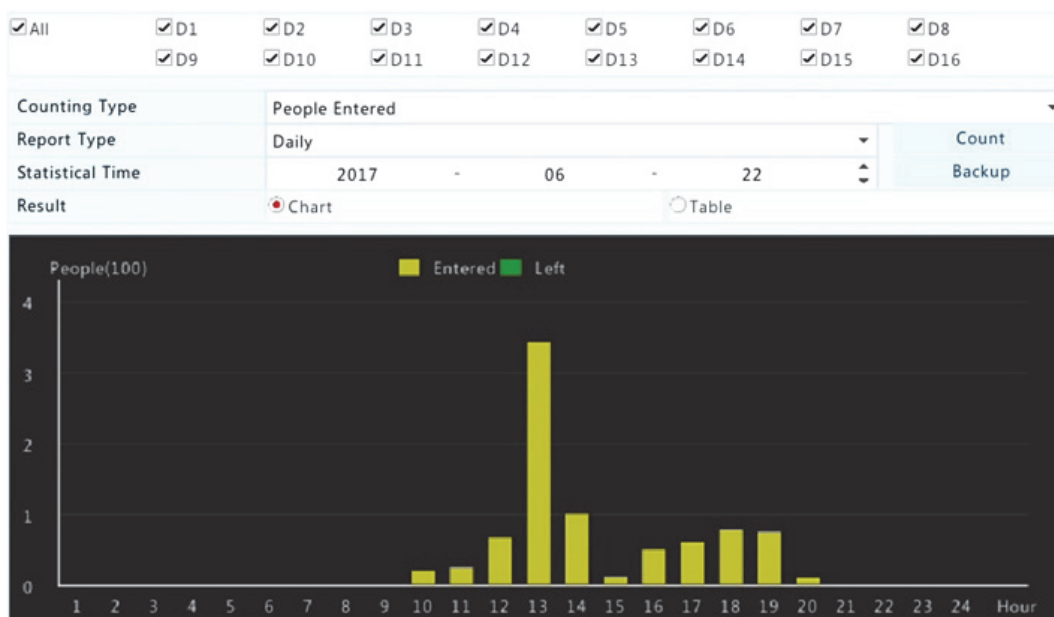 All D1 D2 D3 D4 D5 D6 D7 D8
D9 D10 D11 D12 D13 D14 D15 D16
Counting Type People Entered
Report Type Daily Count
Statistical Time 2017 - 06 - 22 Backup
Result Chart Table
People(100) Entered Left
4
3
2
1
0
1 2 3 4 5 6 7 8 9 10 11 12 13 14 15 16 17 18 19 20 21 22 23 24 Hour